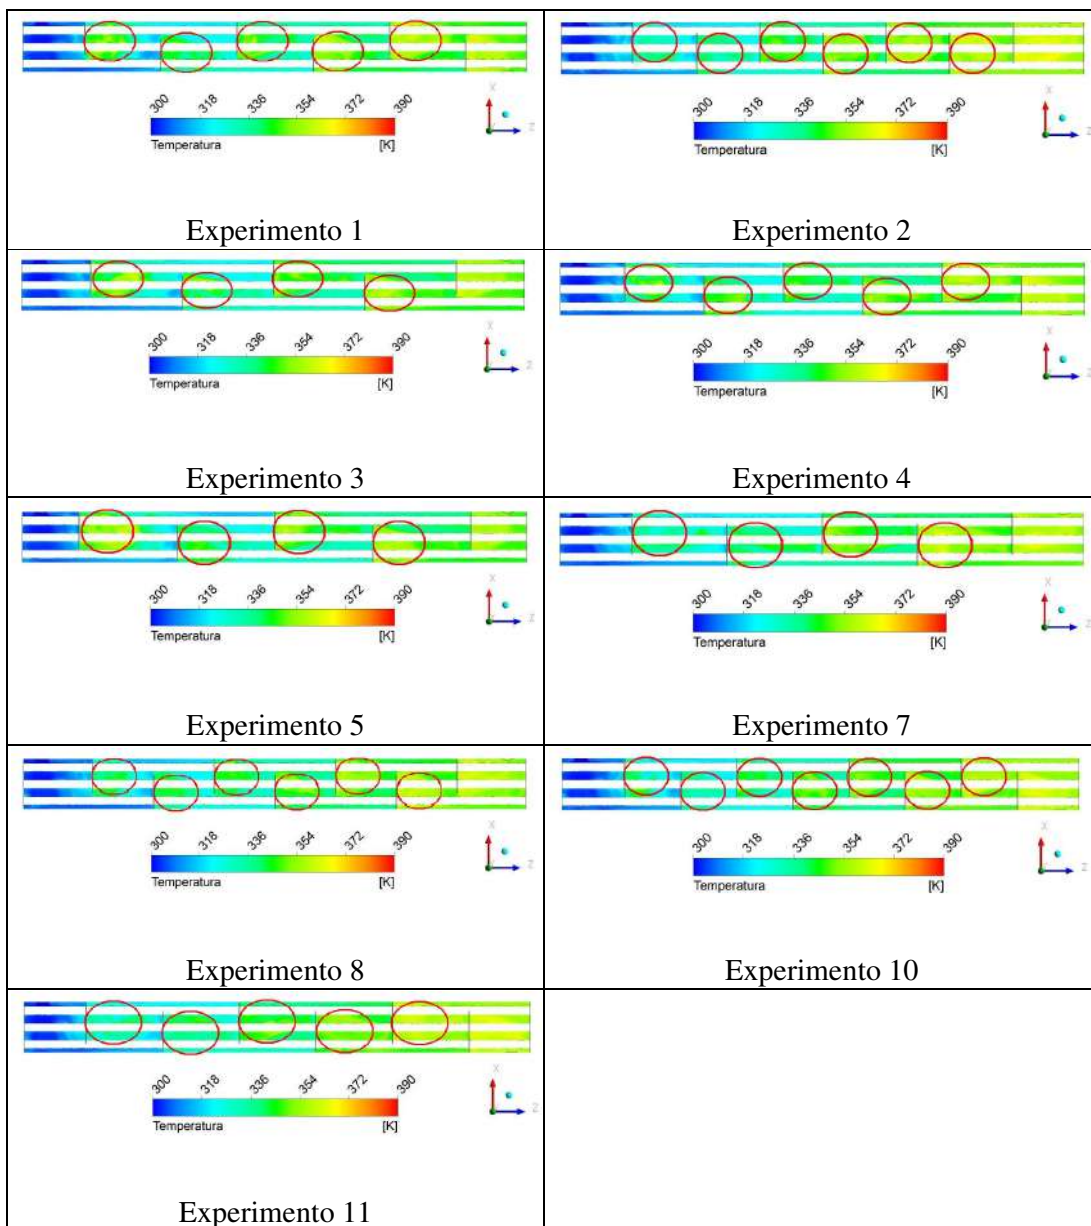 300 318 336 354 372 390
Temperatura [K]
X
Z
Experimento 1
300 318 336 354 372 390
Temperatura [K]
X
Z
Experimento 2
300 318 336 354 372 390
Temperatura [K]
X
Z
Experimento 3
300 318 336 354 372 390
Temperatura [K]
X
Z
Experimento 4
300 318 336 354 372 390
Temperatura [K]
X
Z
Experimento 5
300 318 336 354 372 390
Temperatura [K]
X
Z
Experimento 7
300 318 336 354 372 390
Temperatura [K]
X
Z
Experimento 8
300 318 336 354 372 390
Temperatura [K]
X
Z
Experimento 10
300 318 336 354 372 390
Temperatura [K]
X
Z
Experimento 11